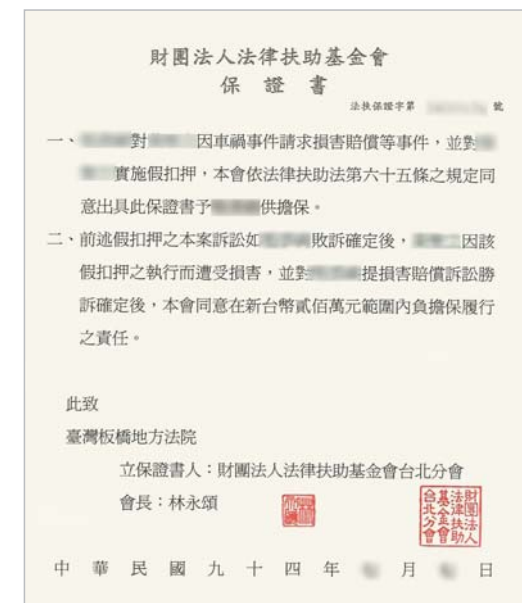 財團法人法律扶助基金會
保 證 書
法扶保證字第 號
一、 對 因車禍事件請求損害賠償等事件，並對
實施假扣押，本會依法律扶助法第六十五條之規定同
意出具此保證書予 供擔保。
二、前述假扣押之本案訴訟如 敗訴確定後， 因該
假扣押之執行而遭受損害，並對 提損害賠償訴訟勝
訴確定後，本會同意在新台幣貳佰萬元範圍內負擔保履行
之責任。
此致
臺灣板橋地方法院
立保證書人：財團法人法律扶助基金會台北分會
會長：林永頌
財團法人
法律扶助
基金會
台北分會
中 華 民 國 九 十 四 年 月 日